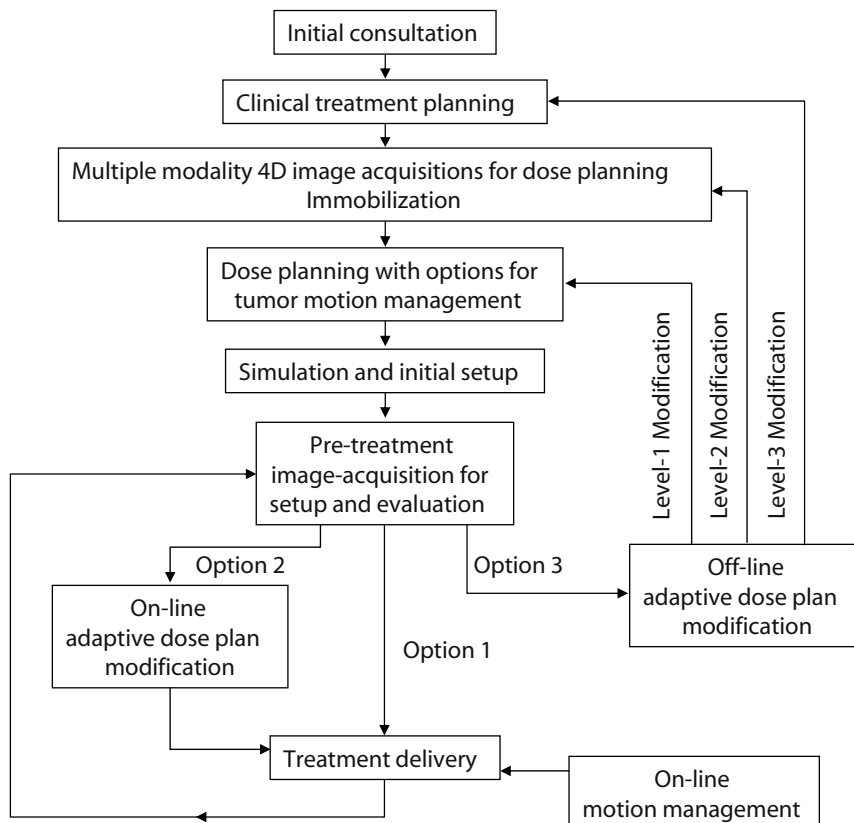 Initial consultation
Clinical treatment planning
Multiple modality 4D image acquisitions for dose planning
Immobilization
Dose planning with options for
tumor motion management
Simulation and initial setup
Pre-treatment
image-acquisition for
setup and evaluation
Level-1 Modification
Level-2 Modification
Level-3 Modification
Option 2
Option 3
Option 1
On-line
adaptive dose plan
modification
Off-line
adaptive dose plan
modification
Treatment delivery
On-line
motion management